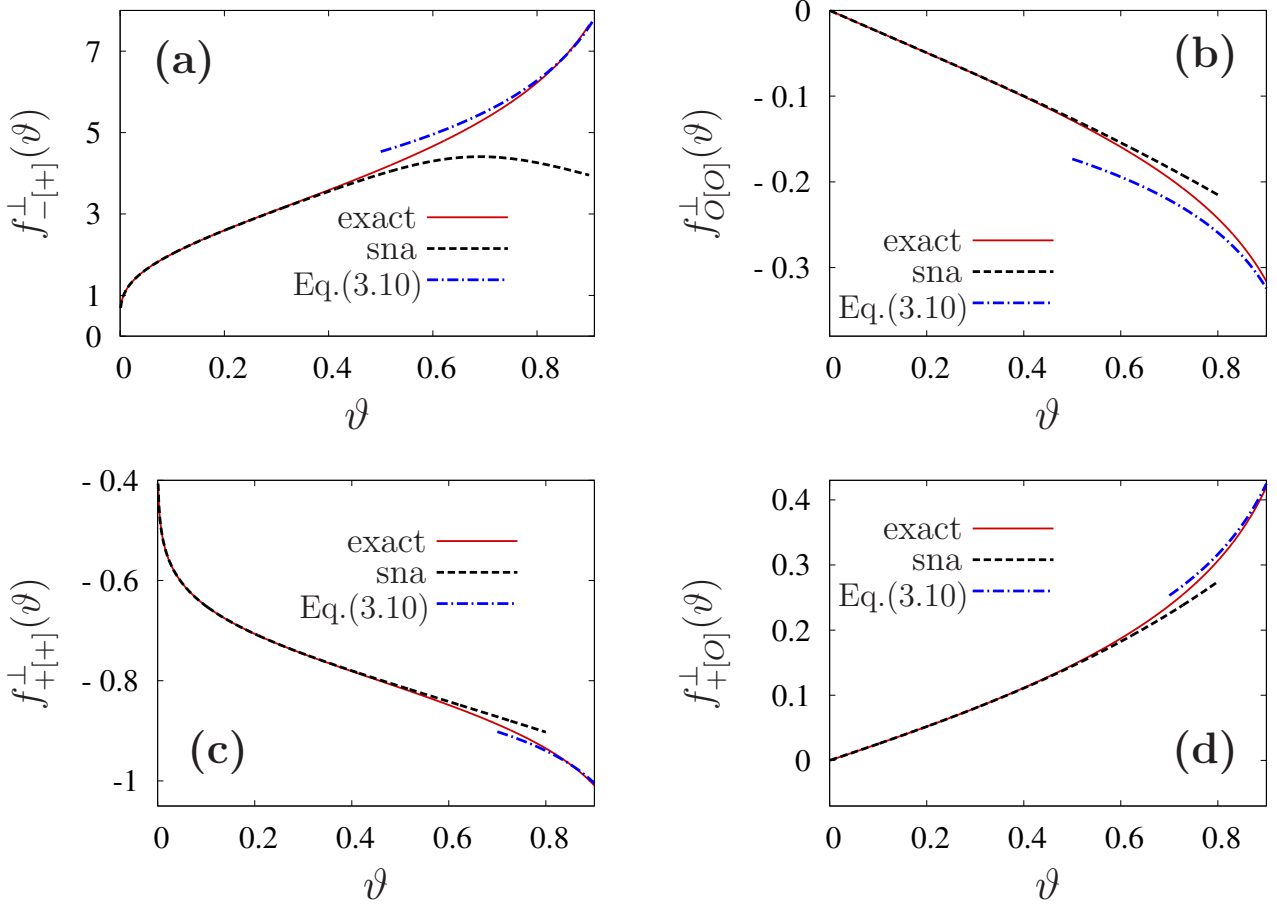 (a)
f⊥−[+](ϑ)
7
5
3
1
0
exact
sna
Eq.(3.10)
0 0.2 0.4 0.6 0.8
ϑ
(b)
f⊥O[O](ϑ)
0
- 0.1
- 0.2
- 0.3
exact
sna
Eq.(3.10)
0 0.2 0.4 0.6 0.8
ϑ
(c)
f⊥+[+](ϑ)
- 0.4
- 0.6
- 0.8
-1
exact
sna
Eq.(3.10)
0 0.2 0.4 0.6 0.8
ϑ
(d)
f⊥+[O](ϑ)
0.4
0.3
0.2
0.1
0
exact
sna
Eq.(3.10)
0 0.2 0.4 0.6 0.8
ϑ